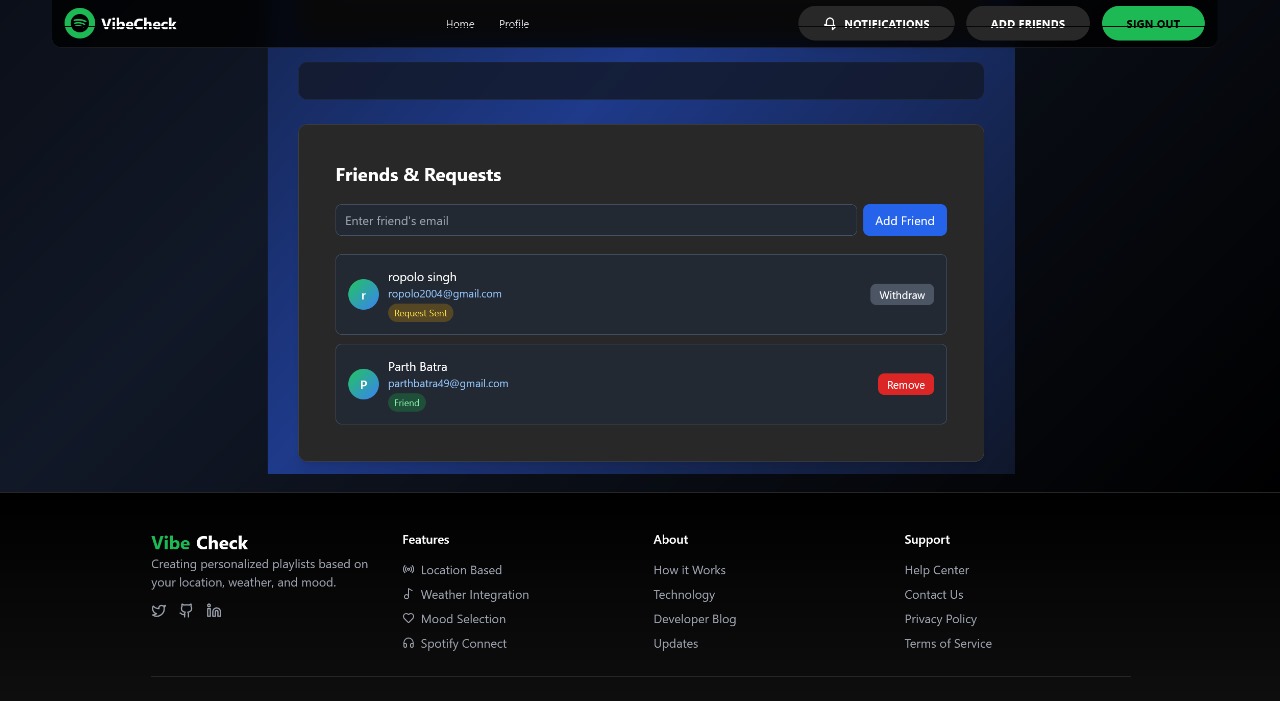 VibeCheck
Home
Profile
NOTIFICATIONS
ADD FRIENDS
SIGN OUT
Friends & Requests
Enter friend's email
Add Friend
r
ropolo singh
ropolo2004@gmail.com
Request Sent
Withdraw
P
Parth Batra
parthbatra49@gmail.com
Friend
Remove
Vibe Check
Creating personalized playlists based on
your location, weather, and mood.
Features
Location Based
Weather Integration
Mood Selection
Spotify Connect
About
How it Works
Technology
Developer Blog
Updates
Support
Help Center
Contact Us
Privacy Policy
Terms of Service